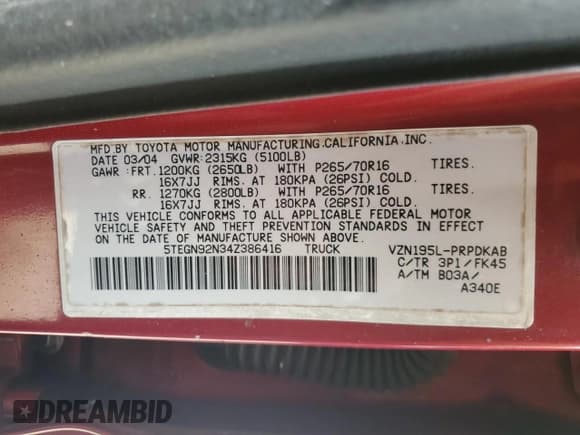 MFD.BY TOYOTA MOTOR MANUFACTURING,CALIFORNIA,INC.
DATE 03/04 GVWR:2315KG (5100LB)
GAWR: FRT.1200KG (2650LB) WITH P265/70R16 TIRES.
16X7JJ RIMS. AT 180KPA (26PSI) COLD.
RR. 1270KG (2800LB) WITH P265/70R16 TIRES.
16X7JJ RIMS. AT 180KPA (26PSI) COLD.
THIS VEHICLE CONFORMS TO ALL APPLICABLE FEDERAL MOTOR
VEHICLE SAFETY AND THEFT PREVENTION STANDARDS IN EFFECT
ON THE DATE OF MANUFACTURE SHOWN ABOVE.
5TEGN92N34Z386416 TRUCK VZN195L-PRPDKAB
C/TR 3P1/FK45
A/TM B03A/
A340E
DREAMBID